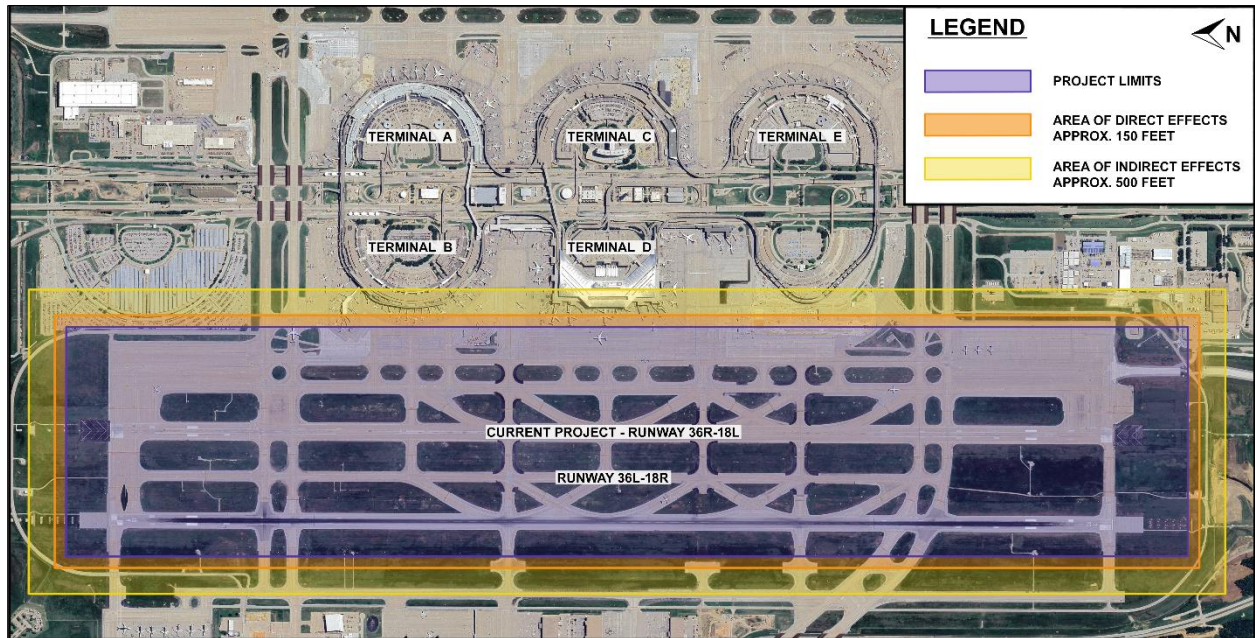 LEGEND
N
PROJECT LIMITS
AREA OF DIRECT EFFECTS
APPROX. 150 FEET
AREA OF INDIRECT EFFECTS
APPROX. 500 FEET
TERMINAL A
TERMINAL C
TERMINAL E
TERMINAL B
TERMINAL D
CURRENT PROJECT - RUNWAY 36R-18L
RUNWAY 36L-18R